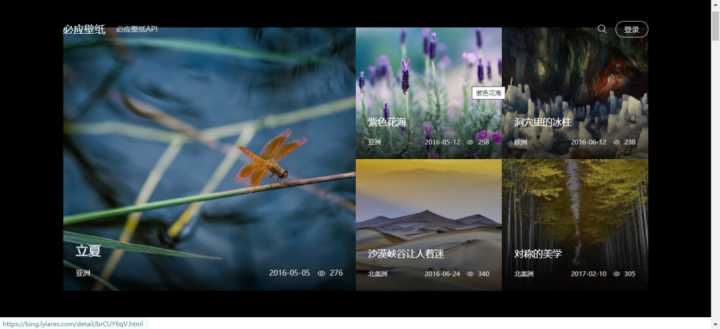 必应壁纸 必应壁纸API 登录
立夏
亚洲 2016-05-05 276
紫色花海
紫色花海
亚洲 2016-05-12 258
洞穴里的冰柱
欧洲 2016-06-12 238
沙漠峡谷让人着迷
北美洲 2016-06-24 340
对称的美学
北美洲 2017-02-10 305
https://bing.lylares.com/detail/brCUY6qV.html